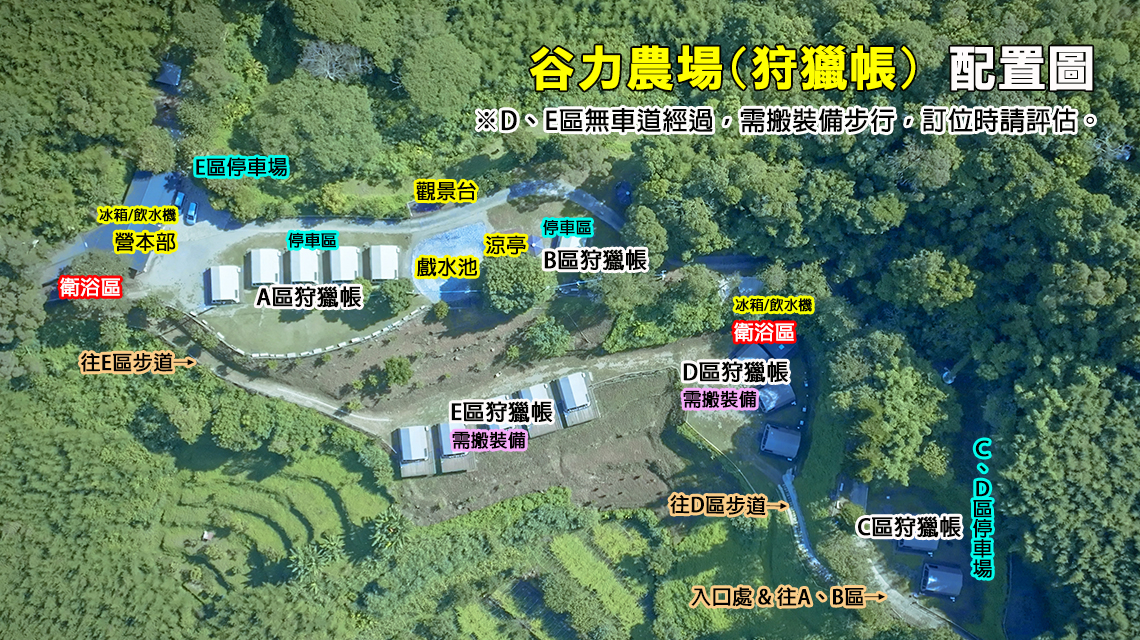 谷力農場（狩獵帳） 配置圖
※D、E區無車道經過，需搬裝備步行，訂位時請評估。
E區停車場
觀景台
冰箱/飲水機
營本部
停車區
停車區
涼亭
戲水池
B區狩獵帳
衛浴區
A區狩獵帳
冰箱/飲水機
衛浴區
往E區步道→
D區狩獵帳
需搬裝備
E區狩獵帳
需搬裝備
往D區步道→
C區狩獵帳
C、D區停車場
入口處 & 往A、B區→